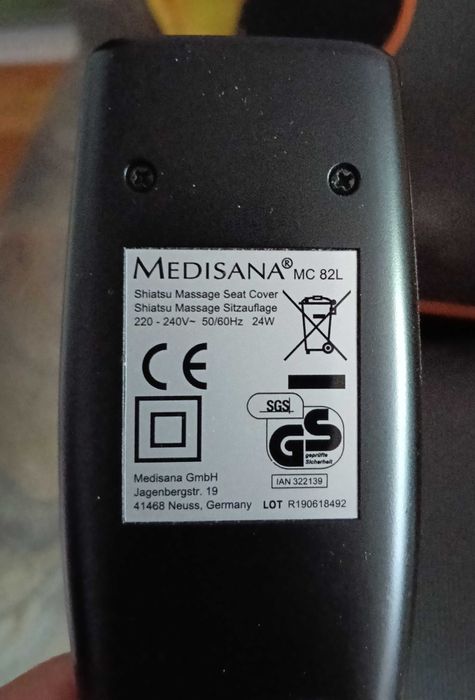 MEDISANA® MC 82L
Shiatsu Massage Seat Cover
Shiatsu Massage Sitzauflage
220 - 240V~ 50/60Hz 24W
CE
SGS
GS
geprüfte
Sicherheit
IAN 322139
Medisana GmbH
Jagenbergstr. 19
41468 Neuss, Germany LOT R190618492